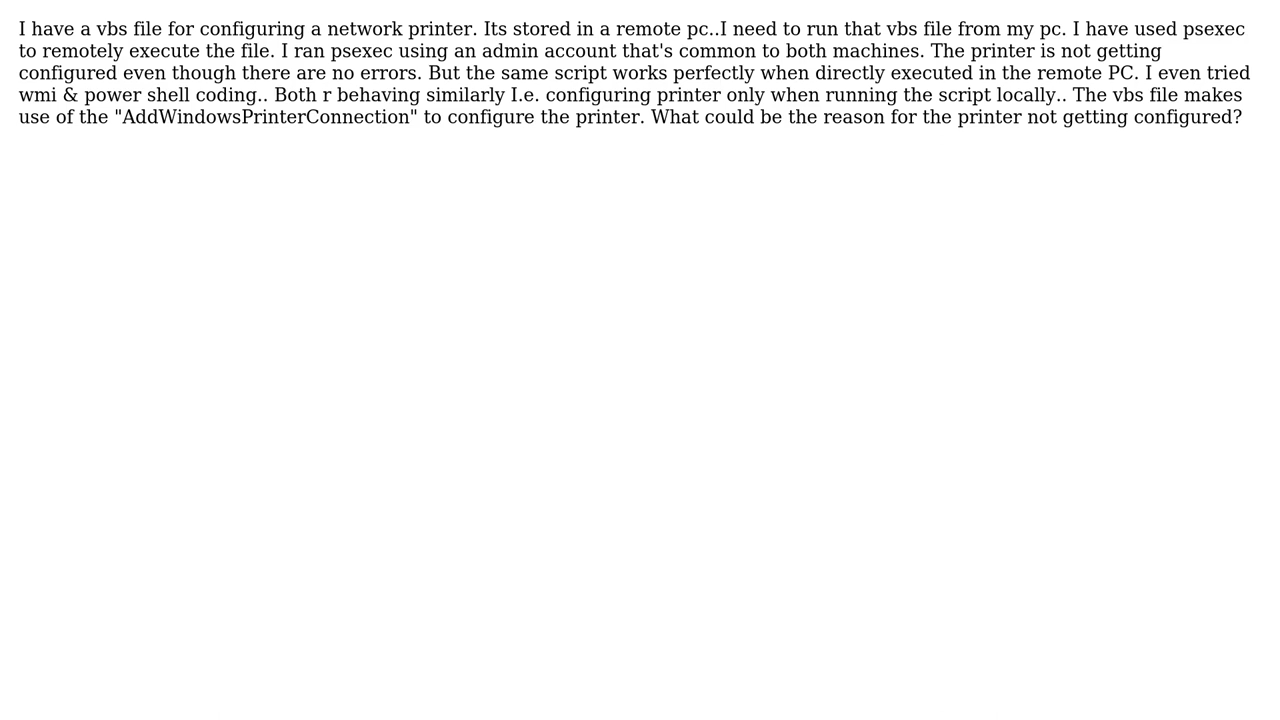 I have a vbs file for configuring a network printer. Its stored in a remote pc..I need to run that vbs file from my pc. I have used psexec
to remotely execute the file. I ran psexec using an admin account that's common to both machines. The printer is not getting
configured even though there are no errors. But the same script works perfectly when directly executed in the remote PC. I even tried
wmi & power shell coding.. Both r behaving similarly I.e. configuring printer only when running the script locally.. The vbs file makes
use of the "AddWindowsPrinterConnection" to configure the printer. What could be the reason for the printer not getting configured?